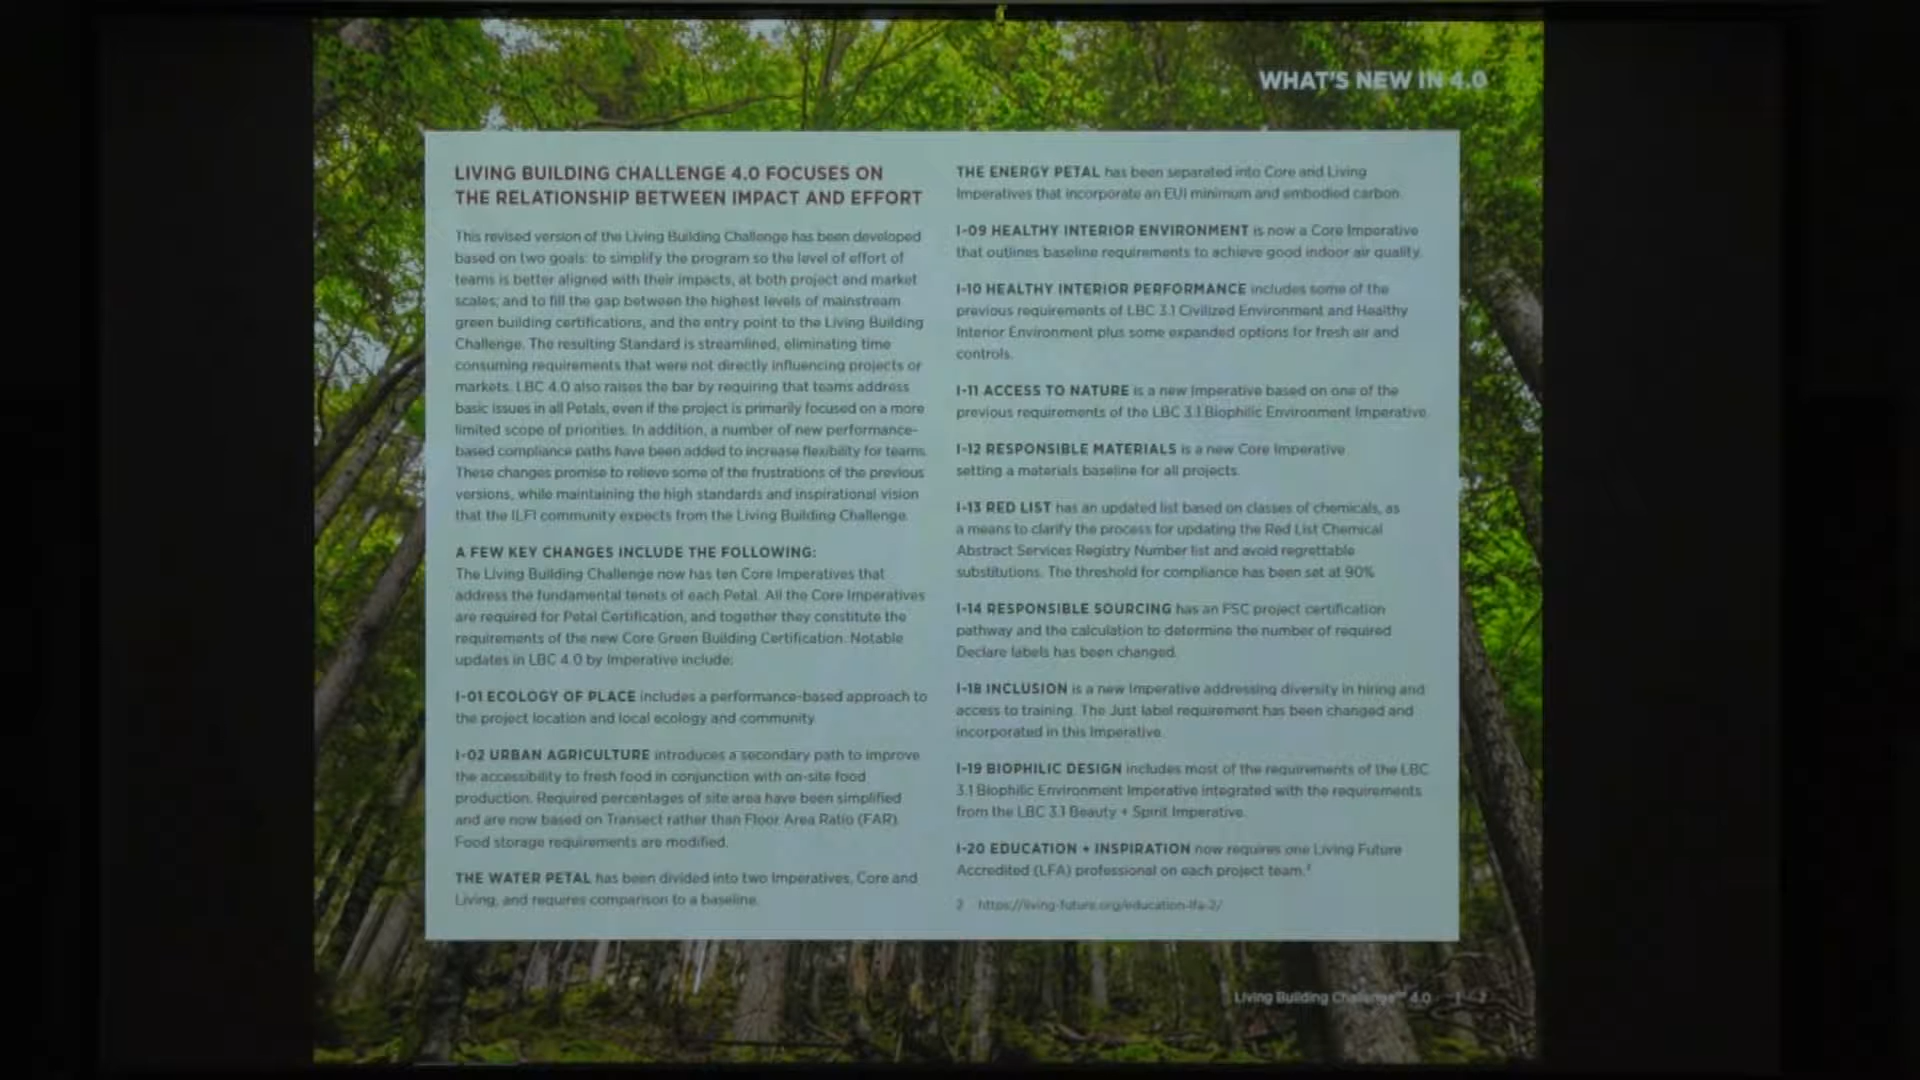 WHAT'S NEW IN 4.0
LIVING BUILDING CHALLENGE 4.0 FOCUSES ON
THE RELATIONSHIP BETWEEN IMPACT AND EFFORT
This revised version of the Living Building Challenge has been developed
based on two goals: to simplify the program so the level of effort of
teams is better aligned with their impacts, at both project and market
scales; and to fill the gap between the highest levels of mainstream
green building certifications, and the entry point to the Living Building
Challenge. The resulting Standard is streamlined, eliminating time
consuming requirements that were not directly influencing projects or
markets. LBC 4.0 also raises the bar by requiring that teams address
basic issues in all Petals, even if the project is primarily focused on a more
limited scope of priorities. In addition, a number of new performance-
based compliance paths have been added to increase flexibility for teams.
These changes promise to relieve some of the frustrations of the previous
versions, while maintaining the high standards and inspirational vision
that the ILFI community expects from the Living Building Challenge.
A FEW KEY CHANGES INCLUDE THE FOLLOWING:
The Living Building Challenge now has ten Core Imperatives that
address the fundamental tenets of each Petal. All the Core Imperatives
are required for Petal Certification, and together they constitute the
requirements of the new Core Green Building Certification. Notable
updates in LBC 4.0 by Imperative include:
I-01 ECOLOGY OF PLACE includes a performance-based approach to
the project location and local ecology and community.
I-02 URBAN AGRICULTURE introduces a secondary path to improve
the accessibility to fresh food in conjunction with on-site food
production. Required percentages of site area have been simplified
and are now based on Transect rather than Floor Area Ratio (FAR).
Food storage requirements are modified.
THE WATER PETAL has been divided into two Imperatives, Core and
Living, and requires comparison to a baseline.
THE ENERGY PETAL has been separated into Core and Living
Imperatives that incorporate an EUI minimum and embodied carbon.
I-09 HEALTHY INTERIOR ENVIRONMENT is now a Core Imperative
that outlines baseline requirements to achieve good indoor air quality.
I-10 HEALTHY INTERIOR PERFORMANCE includes some of the
previous requirements of LBC 3.1 Civilized Environment and Healthy
Interior Environment plus some expanded options for fresh air and
controls.
I-11 ACCESS TO NATURE is a new Imperative based on one of the
previous requirements of the LBC 3.1 Biophilic Environment Imperative.
I-12 RESPONSIBLE MATERIALS is a new Core Imperative
setting a materials baseline for all projects.
I-13 RED LIST has an updated list based on classes of chemicals, as
a means to clarify the process for updating the Red List Chemical
Abstract Services Registry Number list and avoid regrettable
substitutions. The threshold for compliance has been set at 90%.
I-14 RESPONSIBLE SOURCING has an FSC project certification
pathway and the calculation to determine the number of required
Declare labels has been changed.
I-18 INCLUSION is a new Imperative addressing diversity in hiring and
access to training. The Just label requirement has been changed and
incorporated in this Imperative.
I-19 BIOPHILIC DESIGN includes most of the requirements of the LBC
3.1 Biophilic Environment Imperative integrated with the requirements
from the LBC 3.1 Beauty + Spirit Imperative.
I-20 EDUCATION + INSPIRATION now requires one Living Future
Accredited (LFA) professional on each project team.²
2 https://living-future.org/education-lfa-2/
Living Building Challenge℠ 4.0